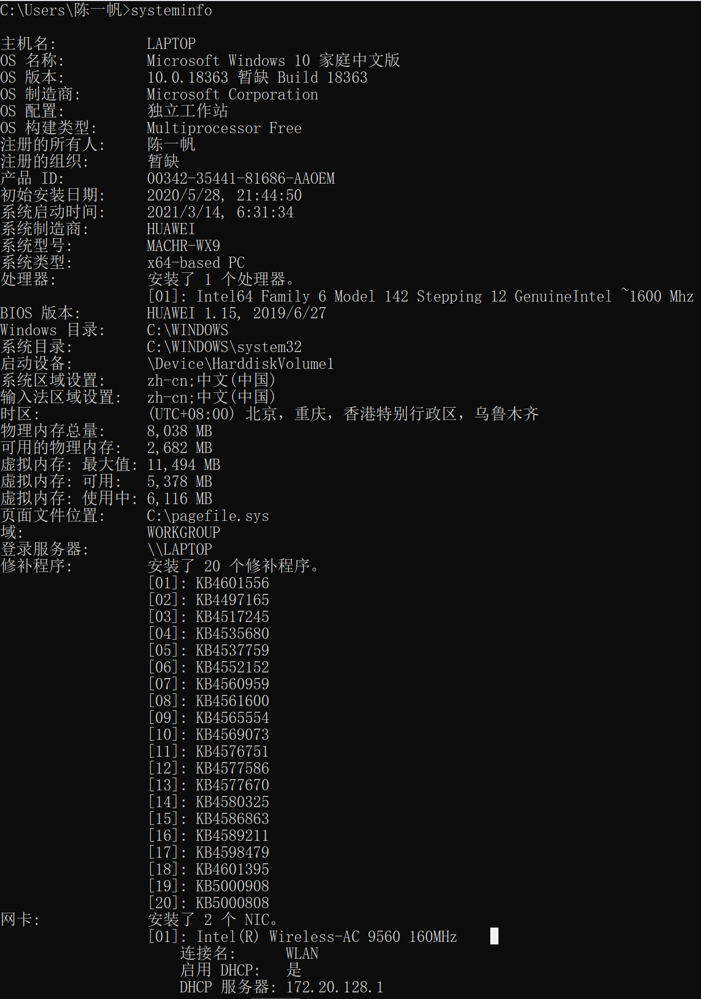 C:\Users\陈一帆>systeminfo
主机名: LAPTOP
OS 名称: Microsoft Windows 10 家庭中文版
OS 版本: 10.0.18363 暂缺 Build 18363
OS 制造商: Microsoft Corporation
OS 配置: 独立工作站
OS 构建类型: Multiprocessor Free
注册的所有人: 陈一帆
注册的组织: 暂缺
产品 ID: 00342-35441-81686-AAOEM
初始安装日期: 2020/5/28, 21:44:50
系统启动时间: 2021/3/14, 6:31:34
系统制造商: HUAWEI
系统型号: MACHR-WX9
系统类型: x64-based PC
处理器: 安装了 1 个处理器。
[01]: Intel64 Family 6 Model 142 Stepping 12 GenuineIntel ~1600 Mhz
BIOS 版本: HUAWEI 1.15, 2019/6/27
Windows 目录: C:\WINDOWS
系统目录: C:\WINDOWS\system32
启动设备: \Device\HarddiskVolume1
系统区域设置: zh-cn;中文(中国)
输入法区域设置: zh-cn;中文(中国)
时区: (UTC+08:00) 北京，重庆，香港特别行政区，乌鲁木齐
物理内存总量: 8,038 MB
可用的物理内存: 2,682 MB
虚拟内存: 最大值: 11,494 MB
虚拟内存: 可用: 5,378 MB
虚拟内存: 使用中: 6,116 MB
页面文件位置: C:\pagefile.sys
域: WORKGROUP
登录服务器: \\LAPTOP
修补程序: 安装了 20 个修补程序。
[01]: KB4601556
[02]: KB4497165
[03]: KB4517245
[04]: KB4535680
[05]: KB4537759
[06]: KB4552152
[07]: KB4560959
[08]: KB4561600
[09]: KB4565554
[10]: KB4569073
[11]: KB4576751
[12]: KB4577586
[13]: KB4577670
[14]: KB4580325
[15]: KB4586863
[16]: KB4589211
[17]: KB4598479
[18]: KB4601395
[19]: KB5000908
[20]: KB5000808
网卡: 安装了 2 个 NIC。
[01]: Intel(R) Wireless-AC 9560 160MHz
连接名: WLAN
启用 DHCP: 是
DHCP 服务器: 172.20.128.1